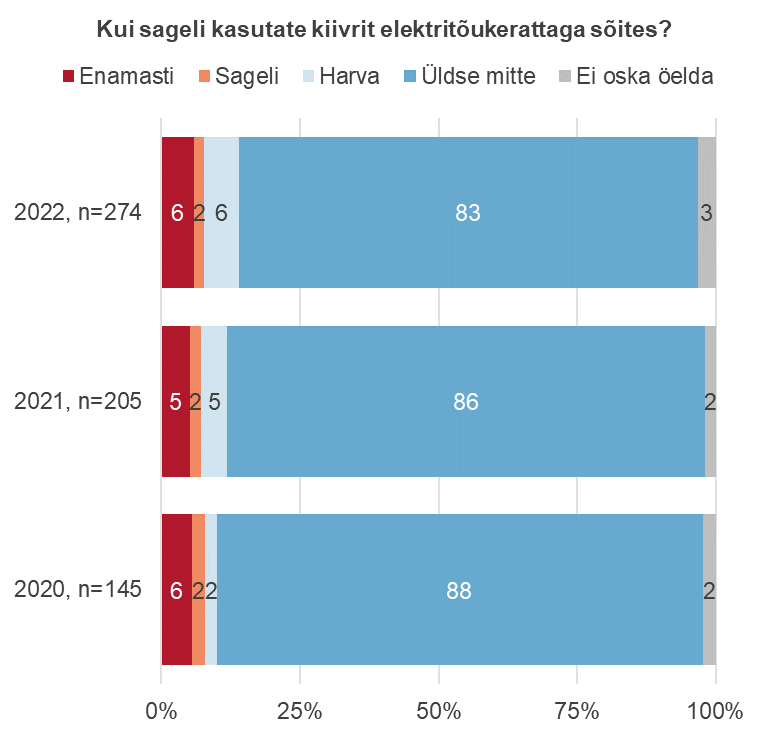 Kui sageli kasutate kiivrit elektritõukerattaga sõites?
Enamasti Sageli Harva Üldse mitte Ei oska öelda
2022, n=274 6 2 6 83 3
2021, n=205 5 2 5 86 2
2020, n=145 6 2 2 88 2
0% 25% 50% 75% 100%